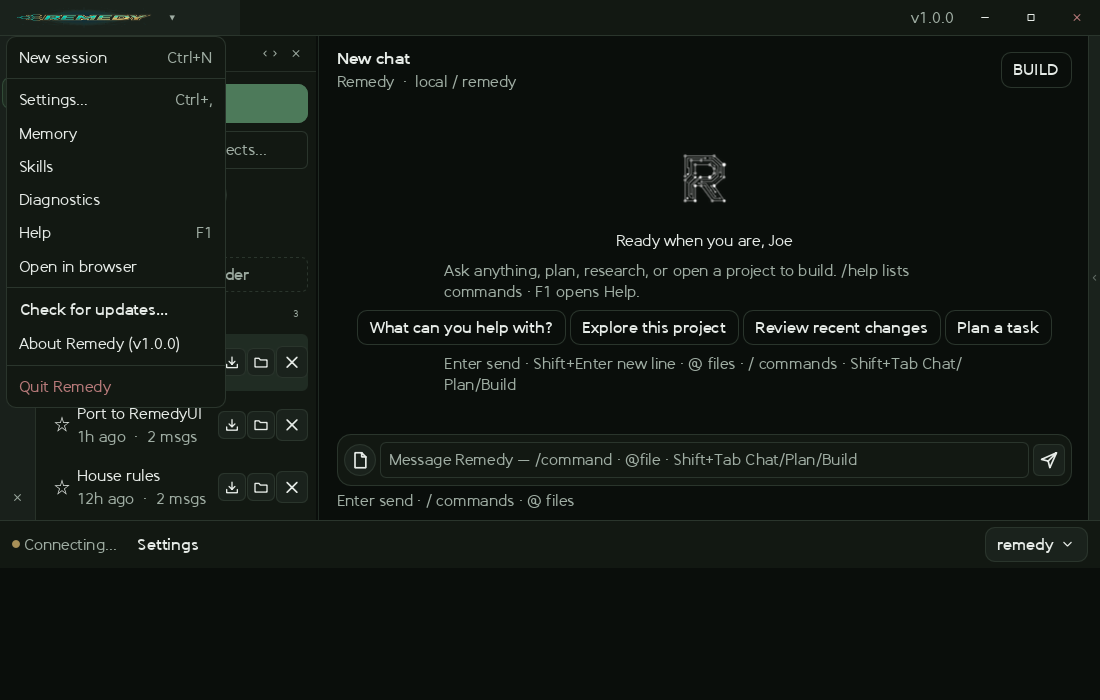 REMEDY
v1.0.0
New session Ctrl+N
Settings... Ctrl+,
Memory
Skills
Diagnostics
Help F1
Open in browser
Check for updates...
About Remedy (v1.0.0)
Quit Remedy
ects...
der
3
Port to RemedyUI
1h ago · 2 msgs
House rules
12h ago · 2 msgs
New chat
Remedy · local / remedy
BUILD
Ready when you are, Joe
Ask anything, plan, research, or open a project to build. /help lists
commands · F1 opens Help.
What can you help with? Explore this project Review recent changes Plan a task
Enter send · Shift+Enter new line · @ files · / commands · Shift+Tab Chat/
Plan/Build
Message Remedy — /command · @file · Shift+Tab Chat/Plan/Build
Enter send · / commands · @ files
Connecting... Settings
remedy